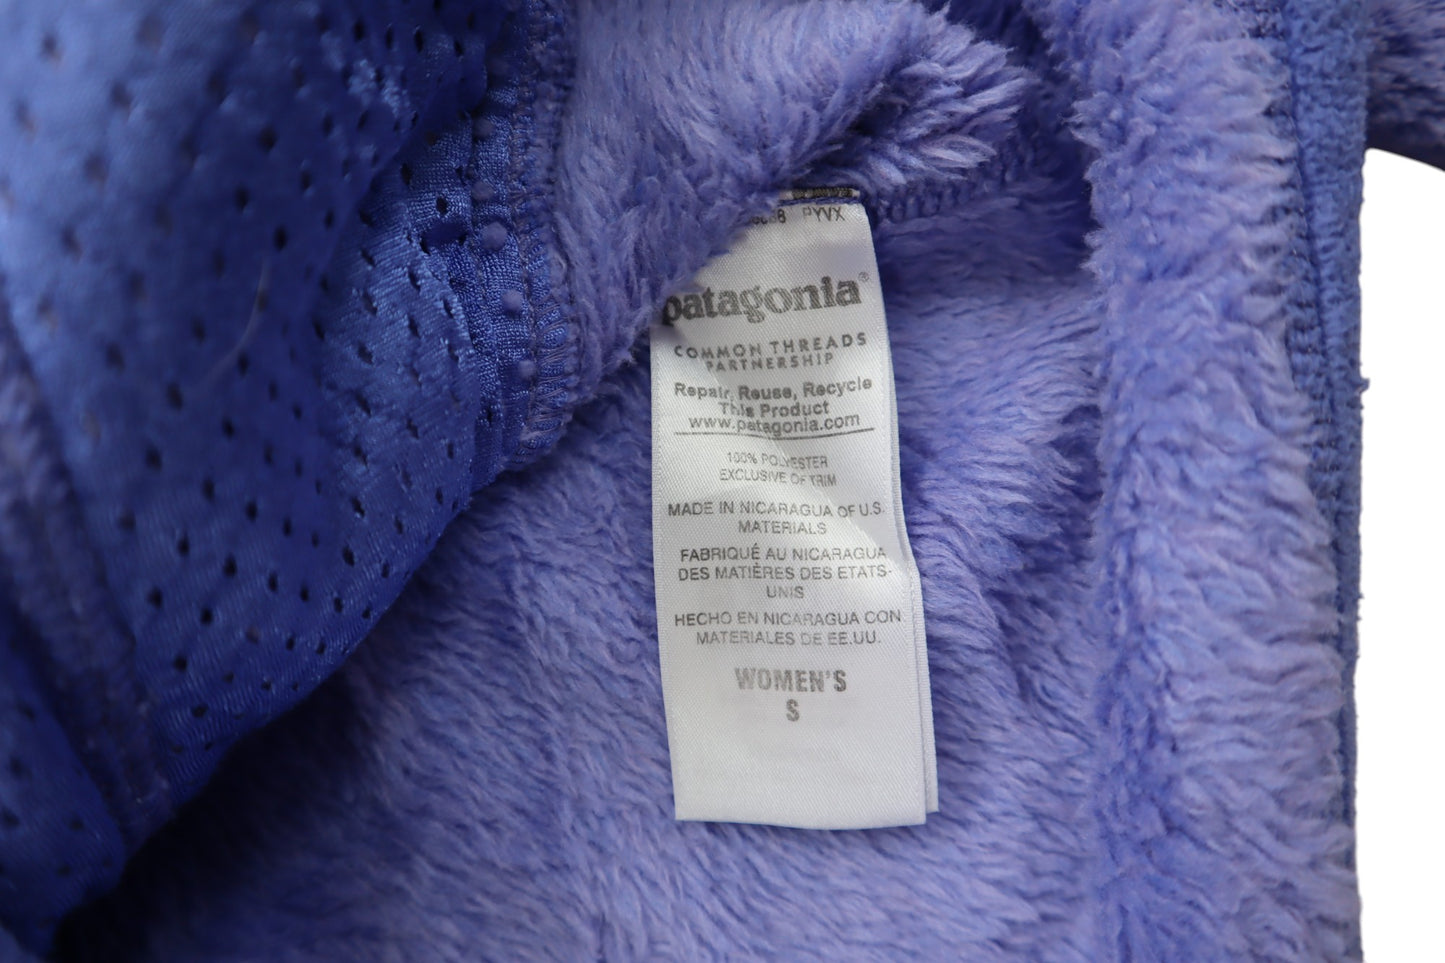 PYVX
patagonia®
COMMON THREADS
PARTNERSHIP
Repair, Reuse, Recycle
This Product
www.patagonia.com
100% POLYESTER
EXCLUSIVE OF TRIM
MADE IN NICARAGUA OF U.S.
MATERIALS
FABRIQUÉ AU NICARAGUA
DES MATIÈRES DES ETATS-
UNIS
HECHO EN NICARAGUA CON
MATERIALES DE EE.UU.
WOMEN'S
S